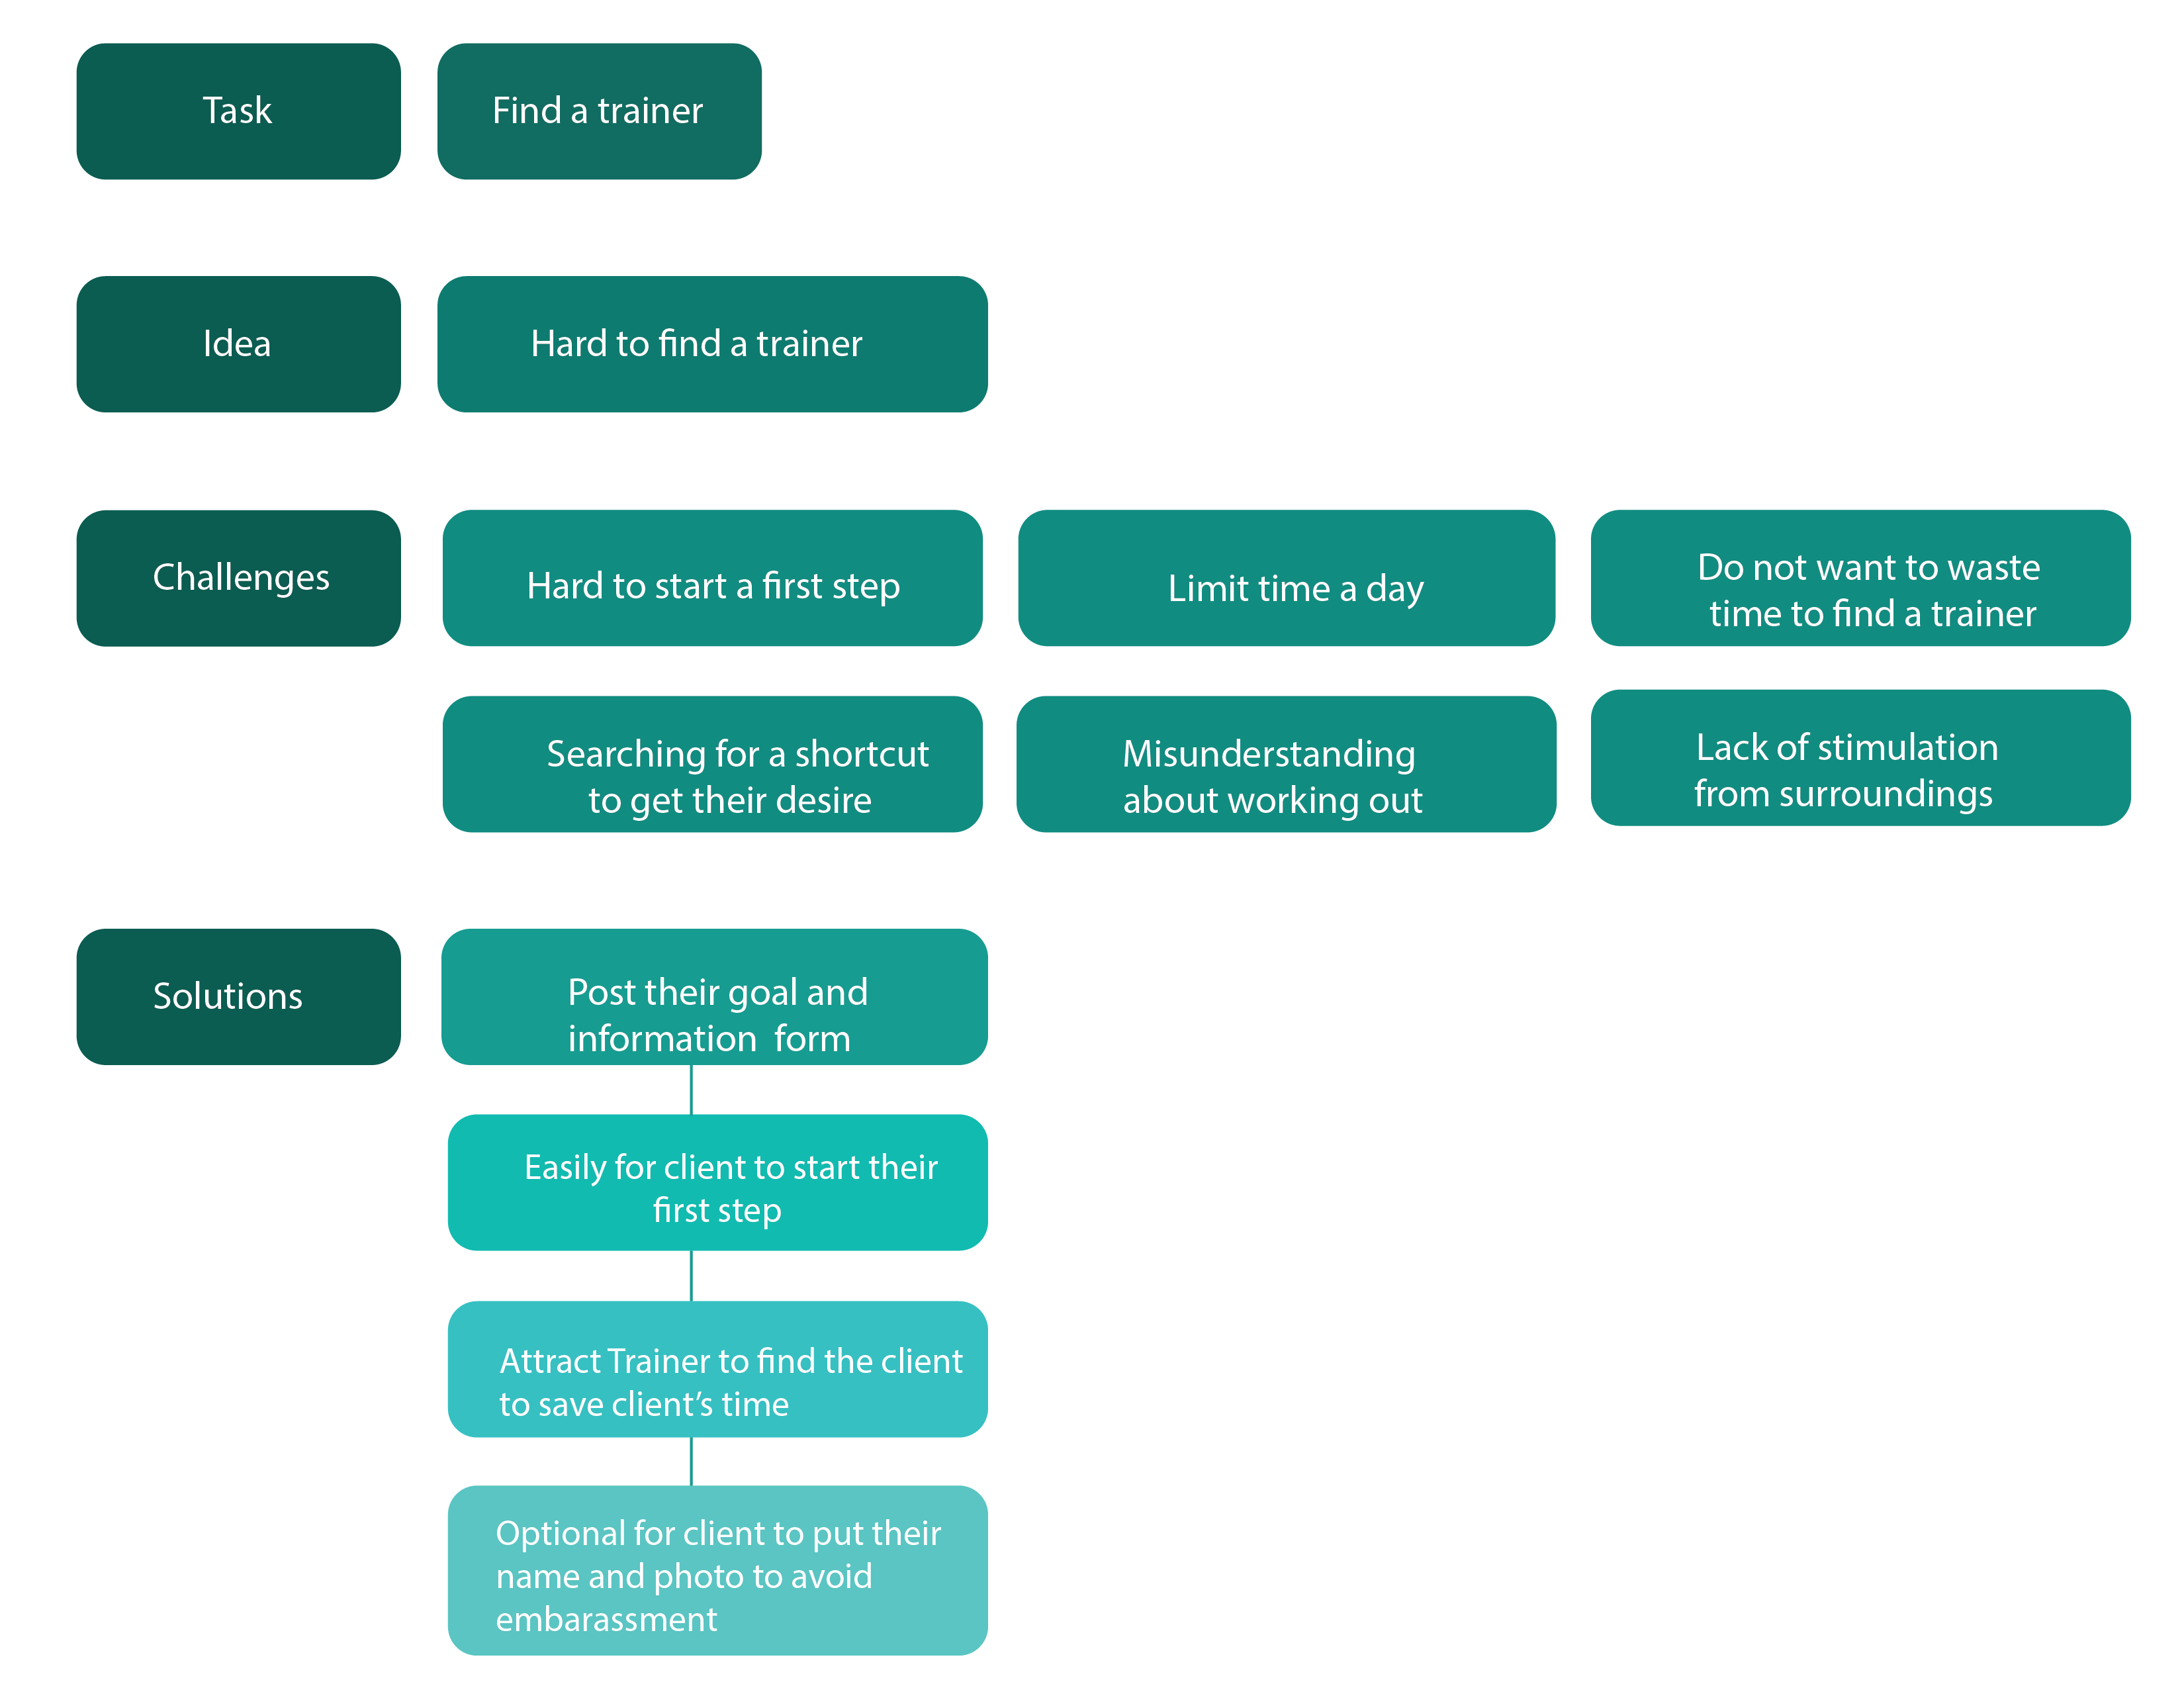 Task
Find a trainer
Idea
Hard to find a trainer
Challenges
Hard to start a first step
Limit time a day
Do not want to waste
time to find a trainer
Searching for a shortcut
to get their desire
Misunderstanding
about working out
Lack of stimulation
from surroundings
Solutions
Post their goal and
information  form
Easily for client to start their
first step
Attract Trainer to find the client
to save client’s time
Optional for client to put their
name and photo to avoid
embarassment